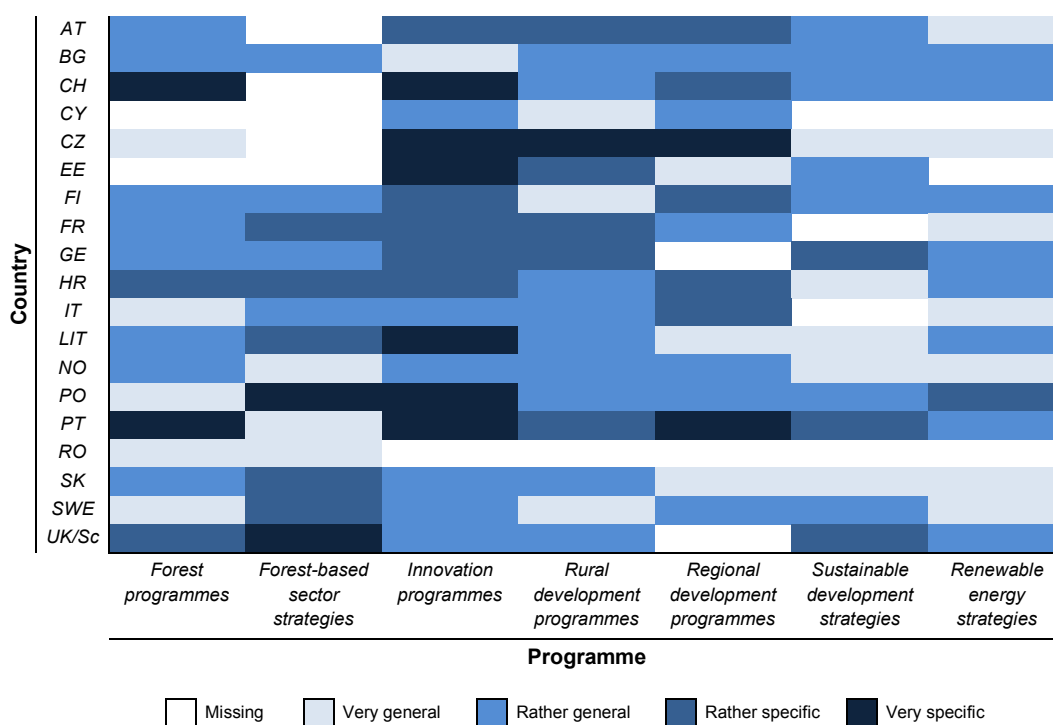 AT
BG
CH
CY
CZ
EE
FI
FR
GE
HR
IT
LIT
NO
PO
PT
RO
SK
SWE
UK/Sc
Country
Forest
programmes
Forest-based
sector
strategies
Innovation
programmes
Rural
development
programmes
Regional
development
programmes
Sustainable
development
strategies
Renewable
energy
strategies
Programme
Missing
Very general
Rather general
Rather specific
Very specific